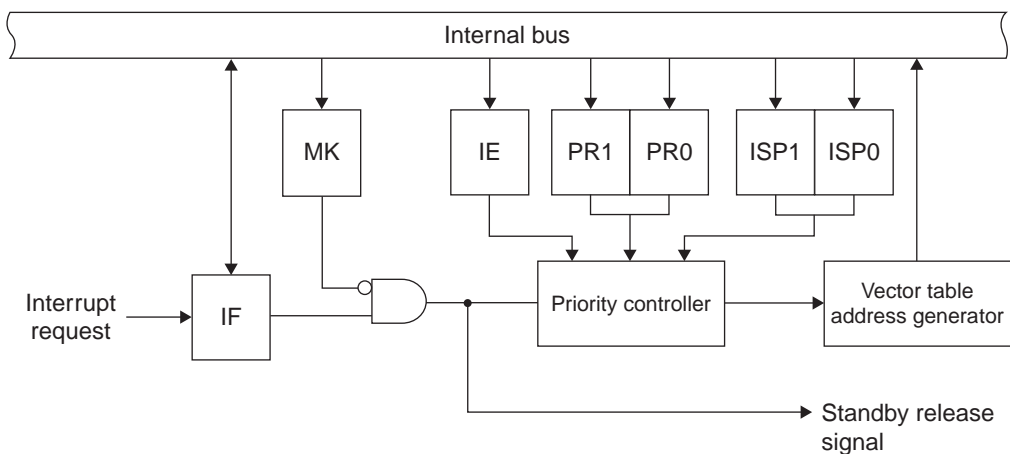 Internal bus
MK
IE
PR1
PR0
ISP1
ISP0
Interrupt
request
IF
Priority controller
Vector table
address generator
Standby release
signal